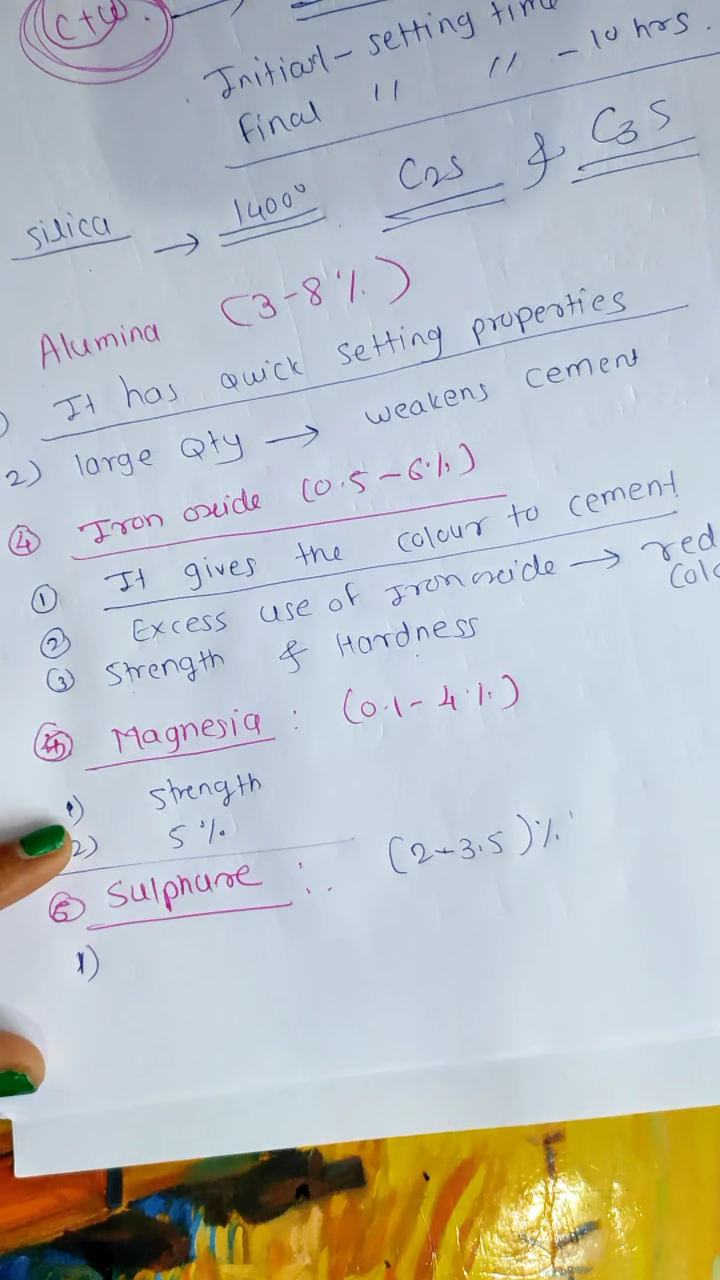 C+W.
Initial - setting time
Final " " - 10 hrs.
silica → 1400° C2S & C3S
Alumina (3-8%)
) It has quick setting properties
2) large Qty → weakens cement
④ Iron oxide (0.5-6%)
① It gives the colour to cement
② Excess use of Iron oxide → red
③ Strength & Hardness
Magnesia : (0.1-4%)
1) Strength
2) 5%
⑤ Sulphure :. (2-3.5)%
1)